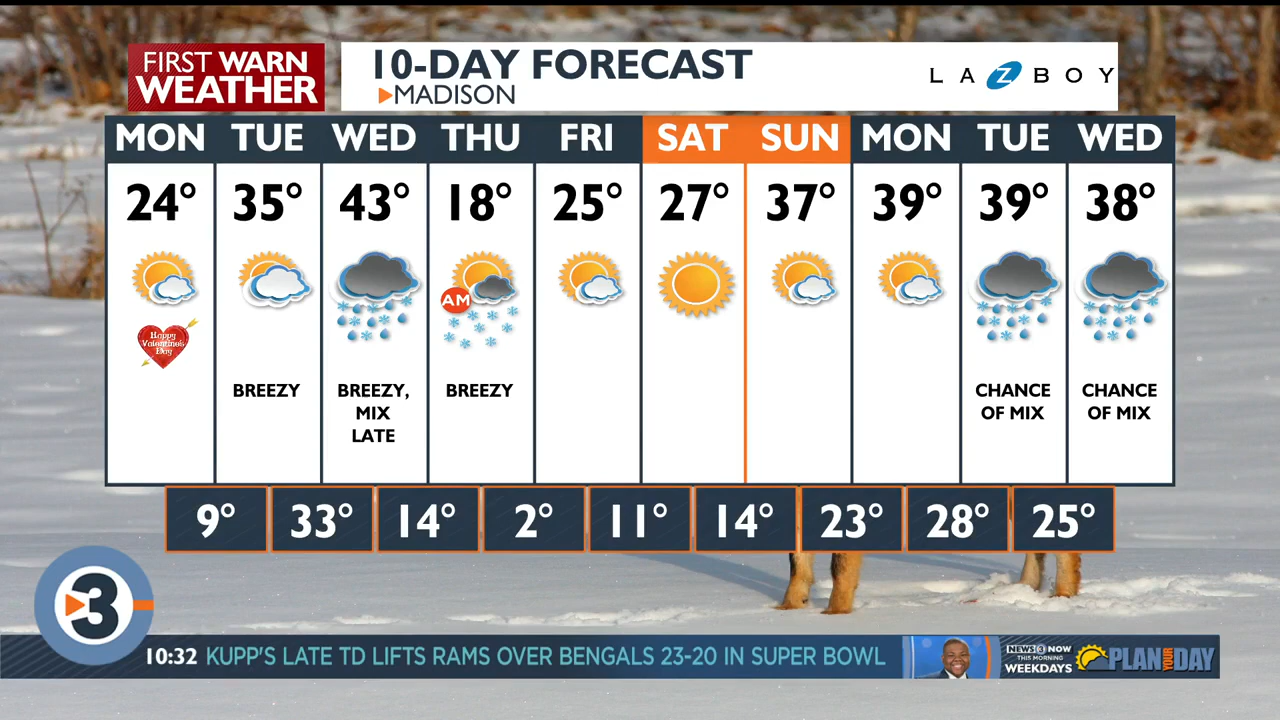 FIRST WARN
WEATHER
10-DAY FORECAST
MADISON
LA Z BOY
MON TUE WED THU FRI SAT SUN MON TUE WED
24° 35° 43° 18° 25° 27° 37° 39° 39° 38°
AM
Happy
Valentine's
Day
BREEZY
BREEZY,
MIX
LATE
BREEZY
CHANCE
OF MIX
CHANCE
OF MIX
9° 33° 14° 2° 11° 14° 23° 28° 25°
3
10:32 KUPP'S LATE TD LIFTS RAMS OVER BENGALS 23-20 IN SUPER BOWL
NEWS 3 NOW
THIS MORNING
WEEKDAYS
PLAN YOUR DAY